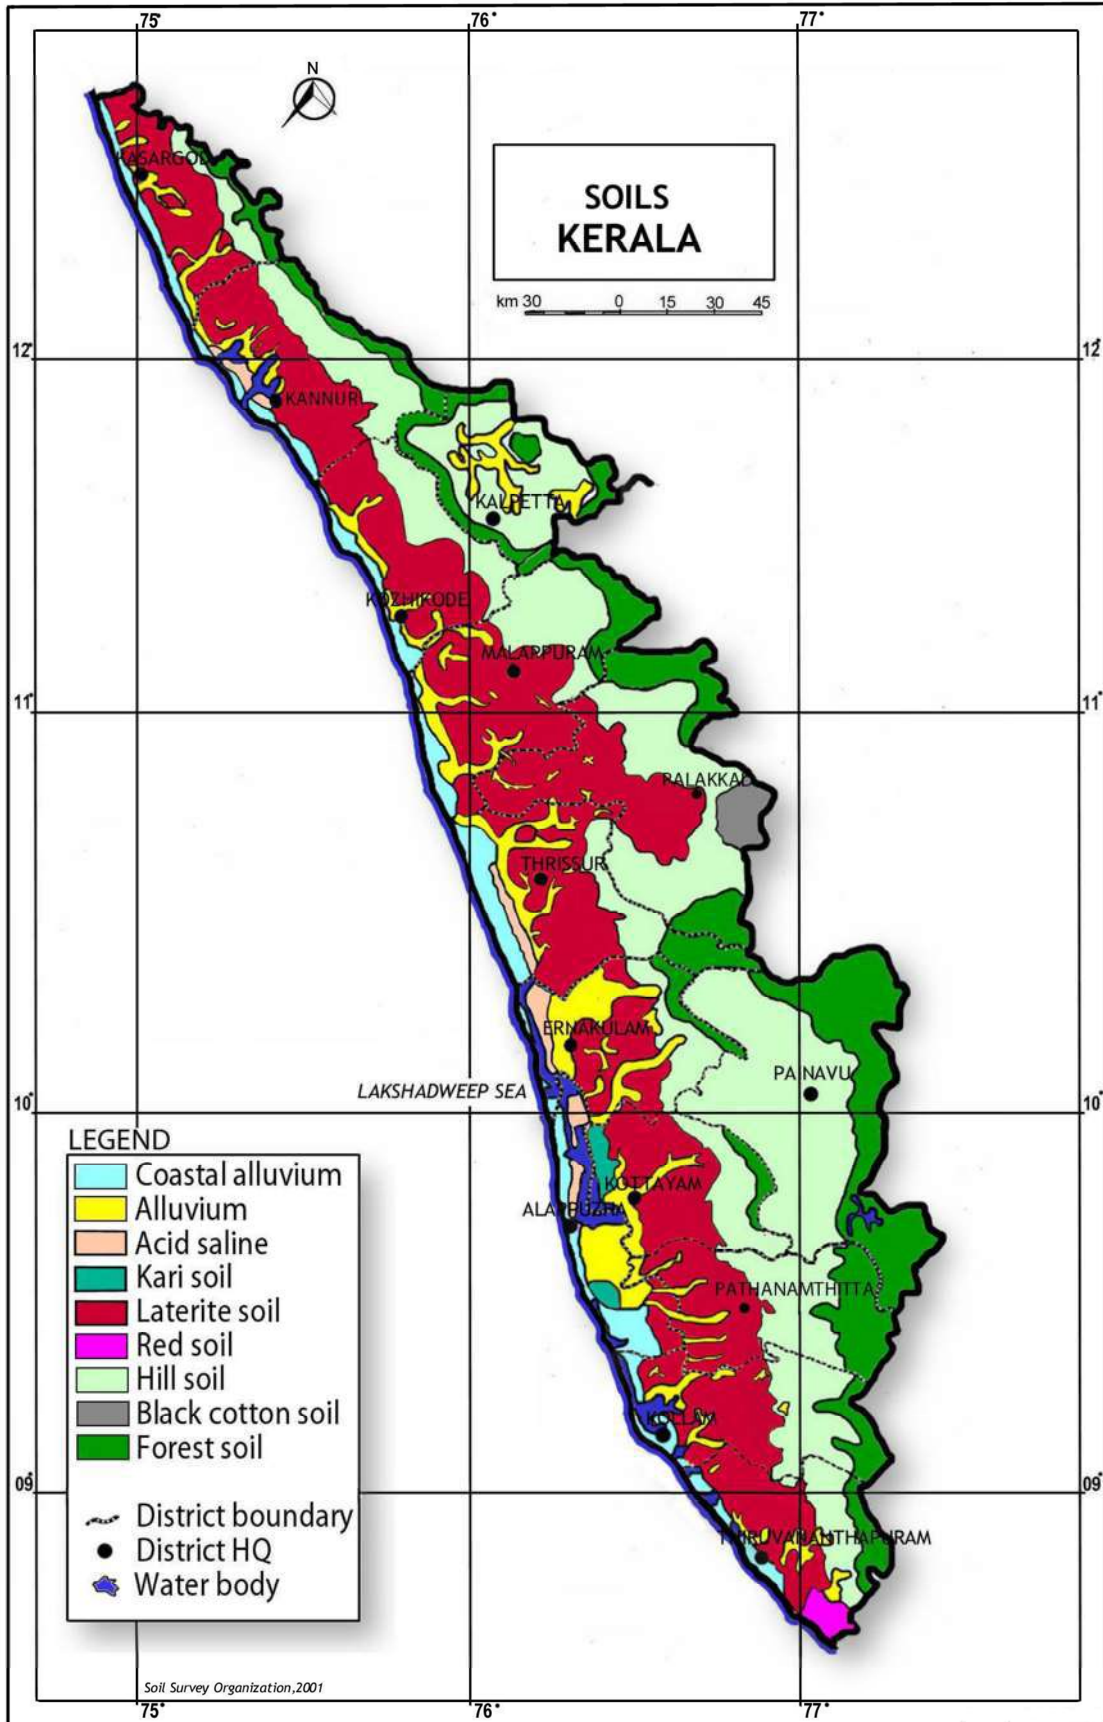 75°
76°
77°
N
SOILS
KERALA
km 30 0 15 30 45
KASARGOD
12°
12°
KANNUR
KALPETTA
KOZHIKODE
MALAPPURAM
11°
11°
PALAKKAD
THRISSUR
ERNAKULAM
PAINAVU
LAKSHADWEEP SEA
10°
10°
KOTTAYAM
ALAPPUZHA
PATHANAMTHITTA
KOLLAM
09°
09°
THIRUVANANTHAPURAM
LEGEND
Coastal alluvium
Alluvium
Acid saline
Kari soil
Laterite soil
Red soil
Hill soil
Black cotton soil
Forest soil
District boundary
District HQ
Water body
Soil Survey Organization,2001
75°
76°
77°